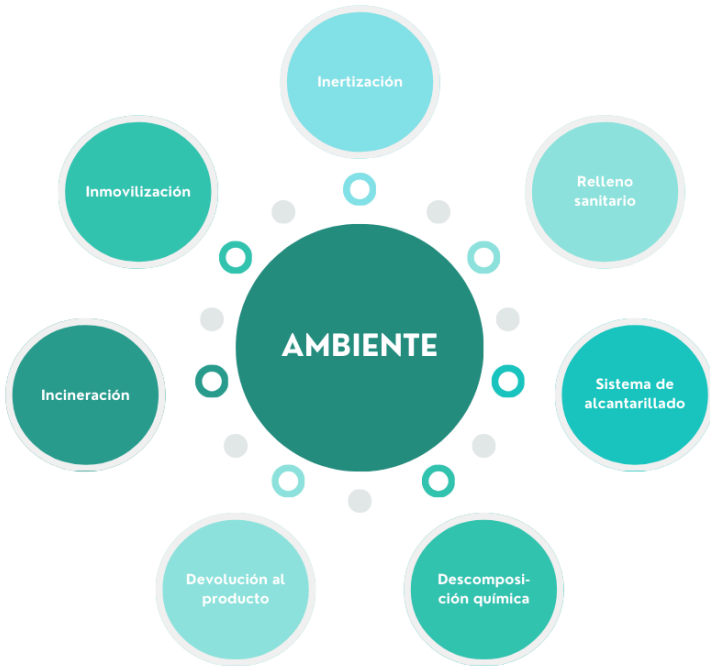 Inertización
Inmovilización
Relleno
sanitario
AMBIENTE
Incineración
Sistema de
alcantarillado
Devolución al
producto
Descomposi-
ción química